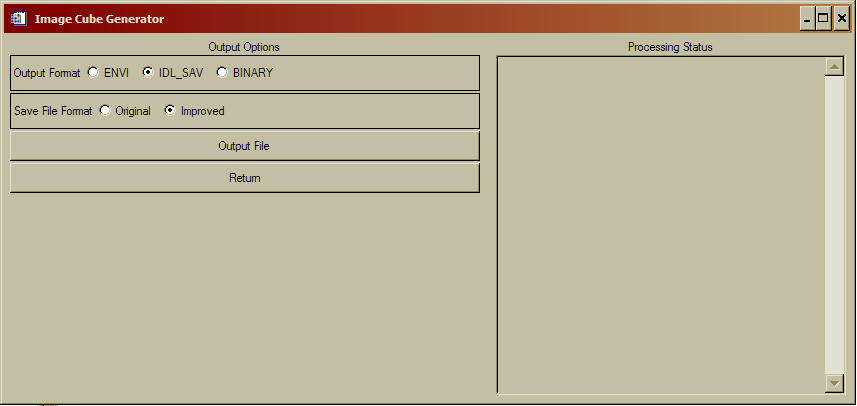 Image Cube Generator
Output Options
Output Format ENVI IDL_SAV BINARY
Save File Format Original Improved
Output File
Return
Processing Status